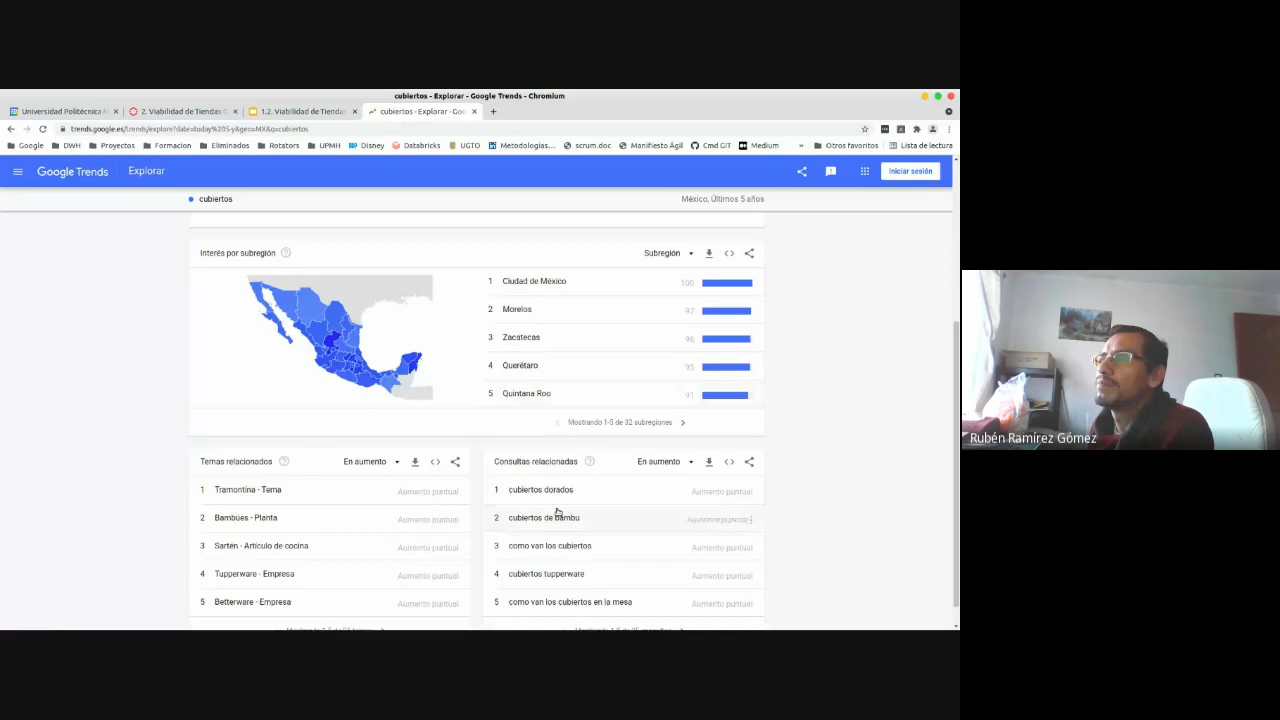 cubiertos - Explorar - Google Trends - Chromium
Universidad Politécnica
2. Viabilidad de Tiendas
1.2. Viabilidad de Tiendas
cubiertos - Explorar - Goo
trends.google.es/trends/explore?date=today%205-y&geo=MX&q=cubiertos
Google
DWH
Proyectos
Formacion
Eliminados
Rotators
UPMH
Disney
Databricks
UGTO
Metodologías...
scrum.doc
Manifiesto Ágil
Cmd GIT
Medium
»
Otros favoritos
Lista de lectura
Google Trends
Explorar
Iniciar sesión
cubiertos
México, Últimos 5 años
Interés por subregión
Subregión
1 Ciudad de México 100
2 Morelos 97
3 Zacatecas 96
4 Querétaro 95
5 Quintana Roo 91
Mostrando 1-5 de 32 subregiones
Temas relacionados
En aumento
1 Tramontina - Tema Aumento puntual
2 Bambúes - Planta Aumento puntual
3 Sartén - Artículo de cocina Aumento puntual
4 Tupperware - Empresa Aumento puntual
5 Betterware - Empresa Aumento puntual
Consultas relacionadas
En aumento
1 cubiertos dorados Aumento puntual
2 cubiertos de bambu Aumento puntual
3 como van los cubiertos Aumento puntual
4 cubiertos tupperware Aumento puntual
5 como van los cubiertos en la mesa Aumento puntual
Rubén Ramírez Gómez